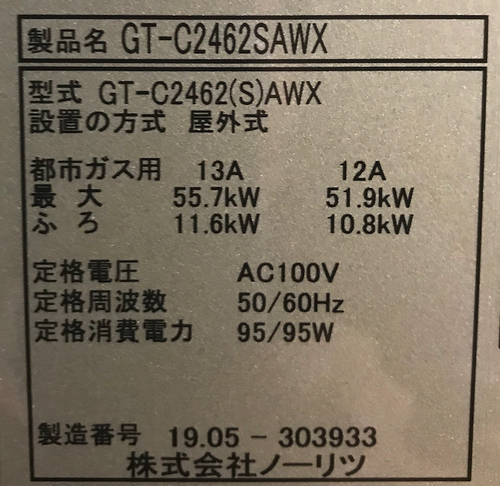 製品名 GT-C2462SAWX
型式 GT-C2462(S)AWX
設置の方式 屋外式
都市ガス用 13A 12A
最 大 55.7kW 51.9kW
ふ ろ 11.6kW 10.8kW
定格電圧 AC100V
定格周波数 50/60Hz
定格消費電力 95/95W
製造番号 19.05 - 303933
株式会社ノーリツ